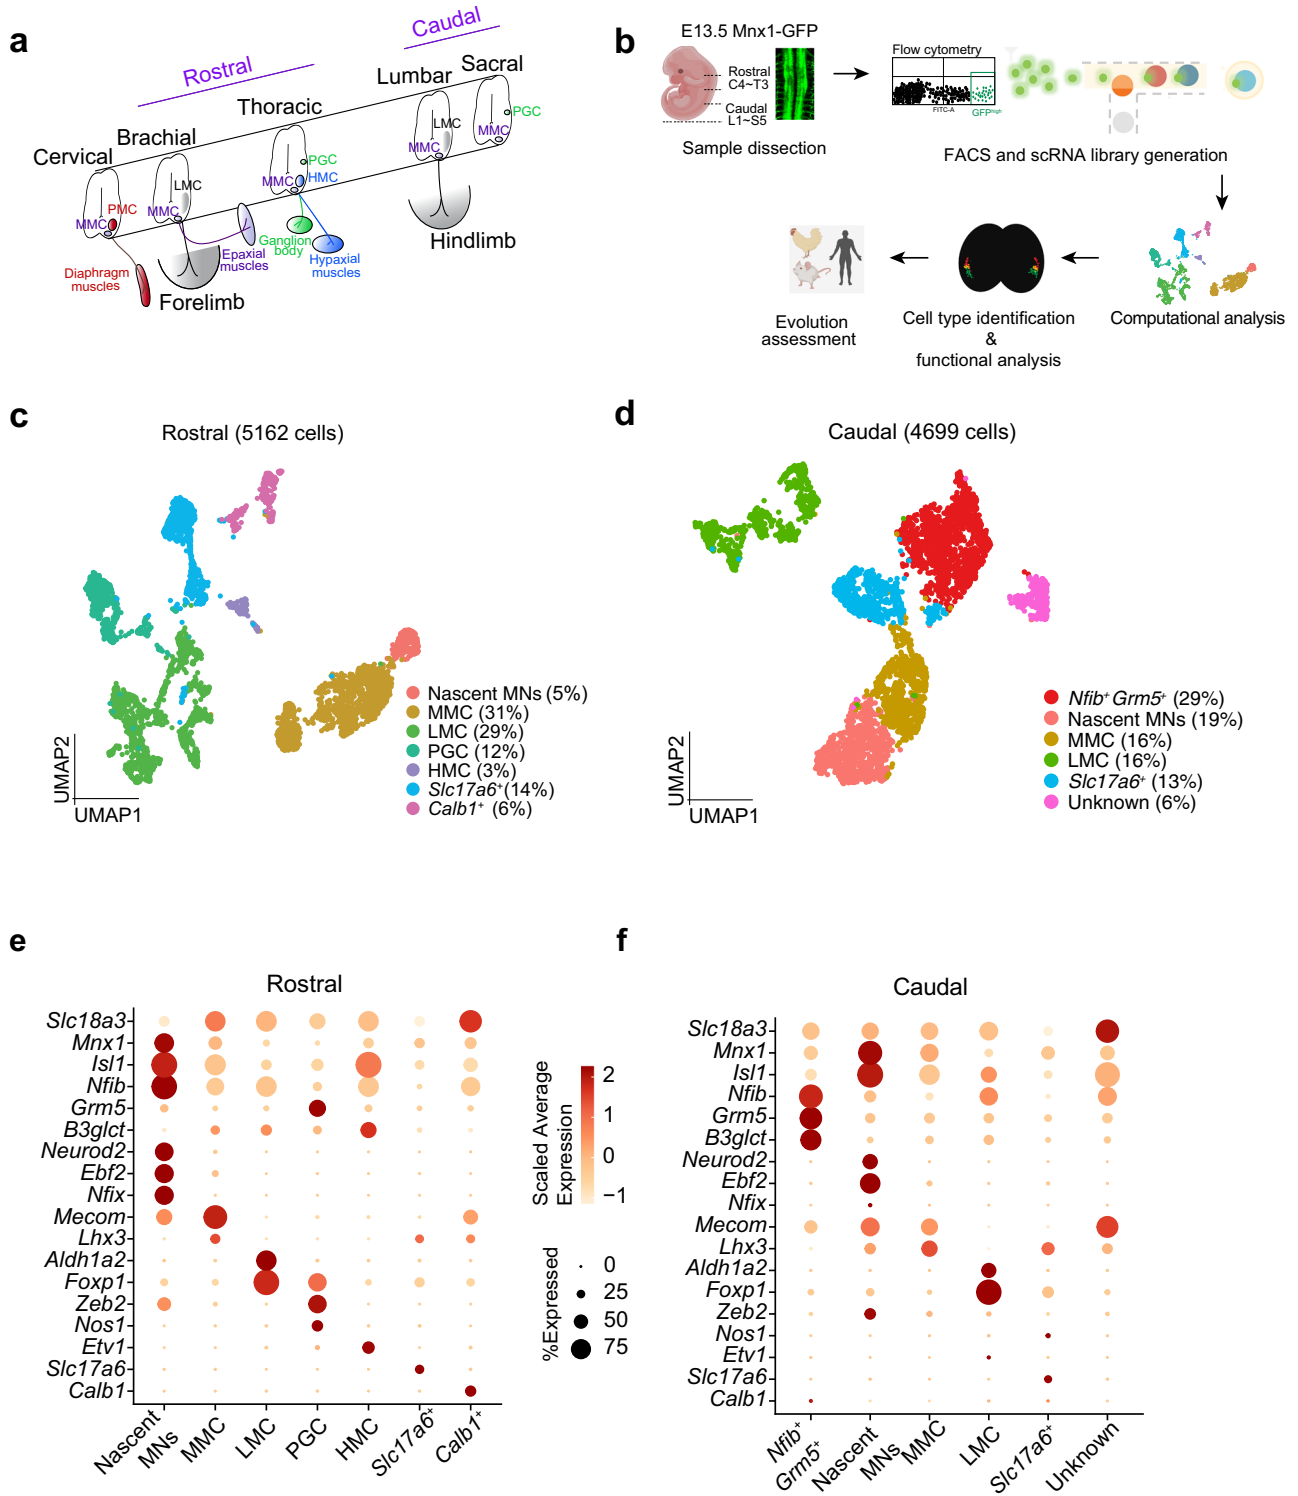 a
Rostral
Caudal
Cervical
Brachial
Thoracic
Lumbar
Sacral
MMC
PMC
MMC
LMC
MMC
PGC
HMC
MMC
LMC
MMC
PGC
Diaphragm
muscles
Forelimb
Epaxial
muscles
Ganglion
body
Hypaxial
muscles
Hindlimb
b
E13.5 Mnx1-GFP
Rostral
C4~T3
Caudal
L1~S5
Sample dissection
Flow cytometry
FITC-A
GFPhigh
FACS and scRNA library generation
Computational analysis
Cell type identification
&
functional analysis
Evolution
assessment
c
Rostral (5162 cells)
Nascent MNs (5%)
MMC (31%)
LMC (29%)
PGC (12%)
HMC (3%)
Slc17a6+(14%)
Calb1+ (6%)
UMAP2
UMAP1
d
Caudal (4699 cells)
Nfib+ Grm5+ (29%)
Nascent MNs (19%)
MMC (16%)
LMC (16%)
Slc17a6+ (13%)
Unknown (6%)
UMAP2
UMAP1
e
Rostral
Slc18a3
Mnx1
Isl1
Nfib
Grm5
B3glct
Neurod2
Ebf2
Nfix
Mecom
Lhx3
Aldh1a2
Foxp1
Zeb2
Nos1
Etv1
Slc17a6
Calb1
Nascent
MNs
MMC
LMC
PGC
HMC
Slc17a6+
Calb1+
Scaled Average
Expression
2
1
0
−1
%Expressed
0
25
50
75
f
Caudal
Slc18a3
Mnx1
Isl1
Nfib
Grm5
B3glct
Neurod2
Ebf2
Nfix
Mecom
Lhx3
Aldh1a2
Foxp1
Zeb2
Nos1
Etv1
Slc17a6
Calb1
Nfib+
Grm5+
Nascent
MNs
MMC
LMC
Slc17a6+
Unknown